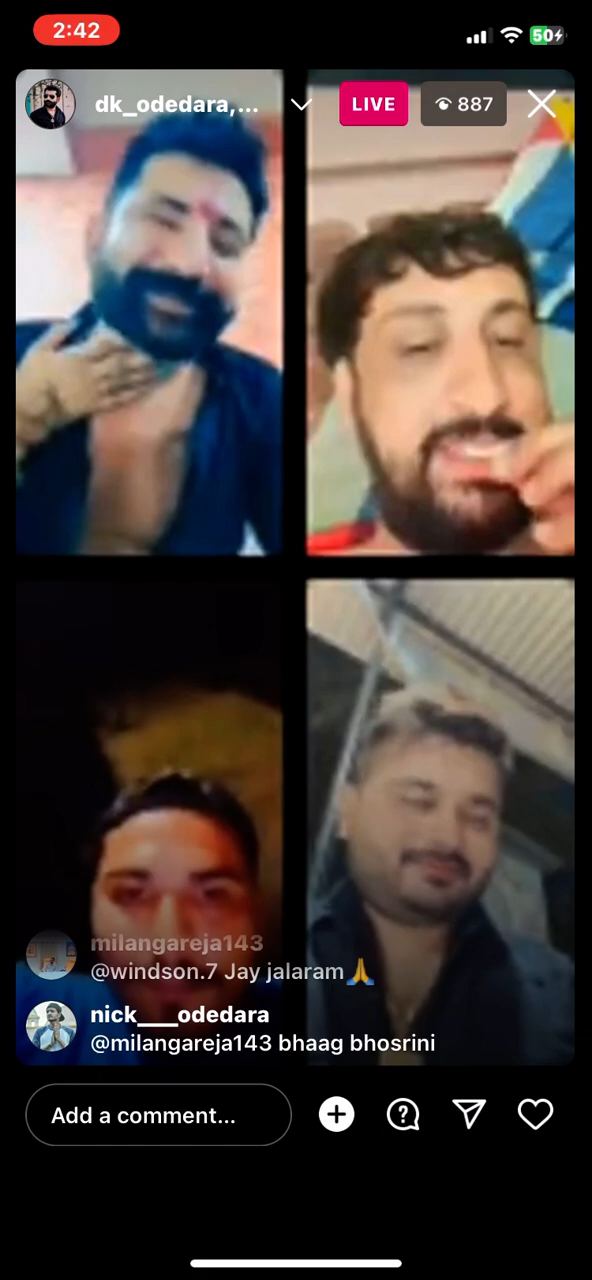 2:42
50
dk_odedara,...
LIVE
887
milangareja143
@windson.7 Jay jalaram🙏
nick___odedara
@milangareja143 bhaag bhosrini
Add a comment...